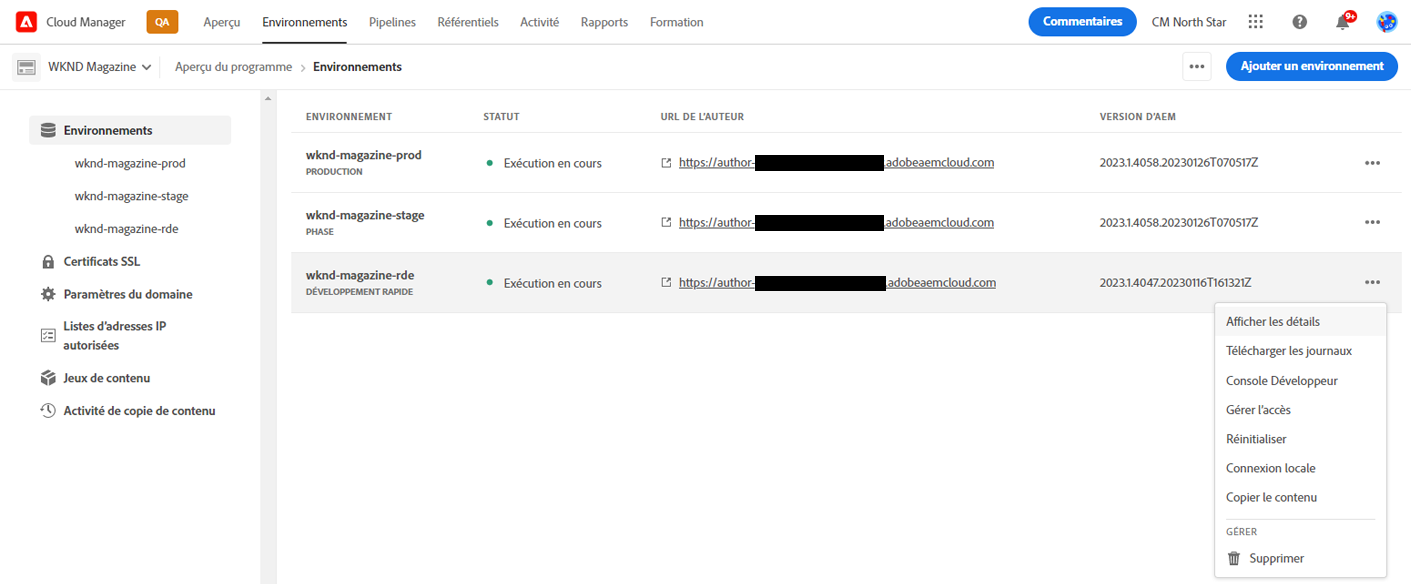 Cloud Manager QA Aperçu Environnements Pipelines Référentiels Activité Rapports Formation Commentaires CM North Star 9+
WKND Magazine Aperçu du programme > Environnements ••• Ajouter un environnement
Environnements
wknd-magazine-prod
wknd-magazine-stage
wknd-magazine-rde
Certificats SSL
Paramètres du domaine
Listes d'adresses IP
autorisées
Jeux de contenu
Activité de copie de contenu
ENVIRONNEMENT STATUT URL DE L'AUTEUR VERSION D'AEM
wknd-magazine-prod
PRODUCTION
Exécution en cours https://author- .adobeaemcloud.com 2023.1.4058.20230126T070517Z •••
wknd-magazine-stage
PHASE
Exécution en cours https://author- .adobeaemcloud.com 2023.1.4058.20230126T070517Z •••
wknd-magazine-rde
DÉVELOPPEMENT RAPIDE
Exécution en cours https://author- .adobeaemcloud.com 2023.1.4047.20230116T161321Z •••
Afficher les détails
Télécharger les journaux
Console Développeur
Gérer l'accès
Réinitialiser
Connexion locale
Copier le contenu
GÉRER
Supprimer